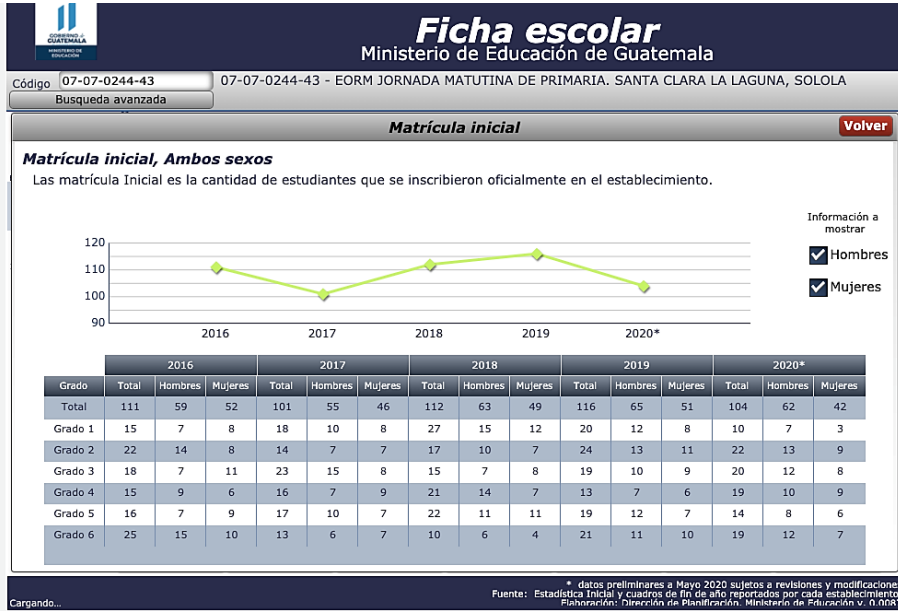 GOBIERNO de
GUATEMALA
MINISTERIO DE
EDUCACIÓN
Ficha escolar
Ministerio de Educación de Guatemala
Código 07-07-0244-43 07-07-0244-43 - EORM JORNADA MATUTINA DE PRIMARIA. SANTA CLARA LA LAGUNA, SOLOLA
Busqueda avanzada
Matrícula inicial Volver
Matrícula inicial, Ambos sexos
Las matrícula Inicial es la cantidad de estudiantes que se inscribieron oficialmente en el establecimiento.
Información a
mostrar
Hombres
Mujeres
120
110
100
90
2016 2017 2018 2019 2020*
2016 2017 2018 2019 2020*
Grado Total Hombres Mujeres Total Hombres Mujeres Total Hombres Mujeres Total Hombres Mujeres Total Hombres Mujeres
Total 111 59 52 101 55 46 112 63 49 116 65 51 104 62 42
Grado 1 15 7 8 18 10 8 27 15 12 20 12 8 10 7 3
Grado 2 22 14 8 14 7 7 17 10 7 24 13 11 22 13 9
Grado 3 18 7 11 23 15 8 15 7 8 19 10 9 20 12 8
Grado 4 15 9 6 16 7 9 21 14 7 13 7 6 19 10 9
Grado 5 16 7 9 17 10 7 22 11 11 19 12 7 14 8 6
Grado 6 25 15 10 13 6 7 10 6 4 21 11 10 19 12 7
* datos preliminares a Mayo 2020 sujetos a revisiones y modificacione
Fuente: Estadística Inicial y cuadros de fin de año reportados por cada establecimiento
Cargando... Elaboración: Dirección de Planificación, Ministerio de Educación v. 0.008